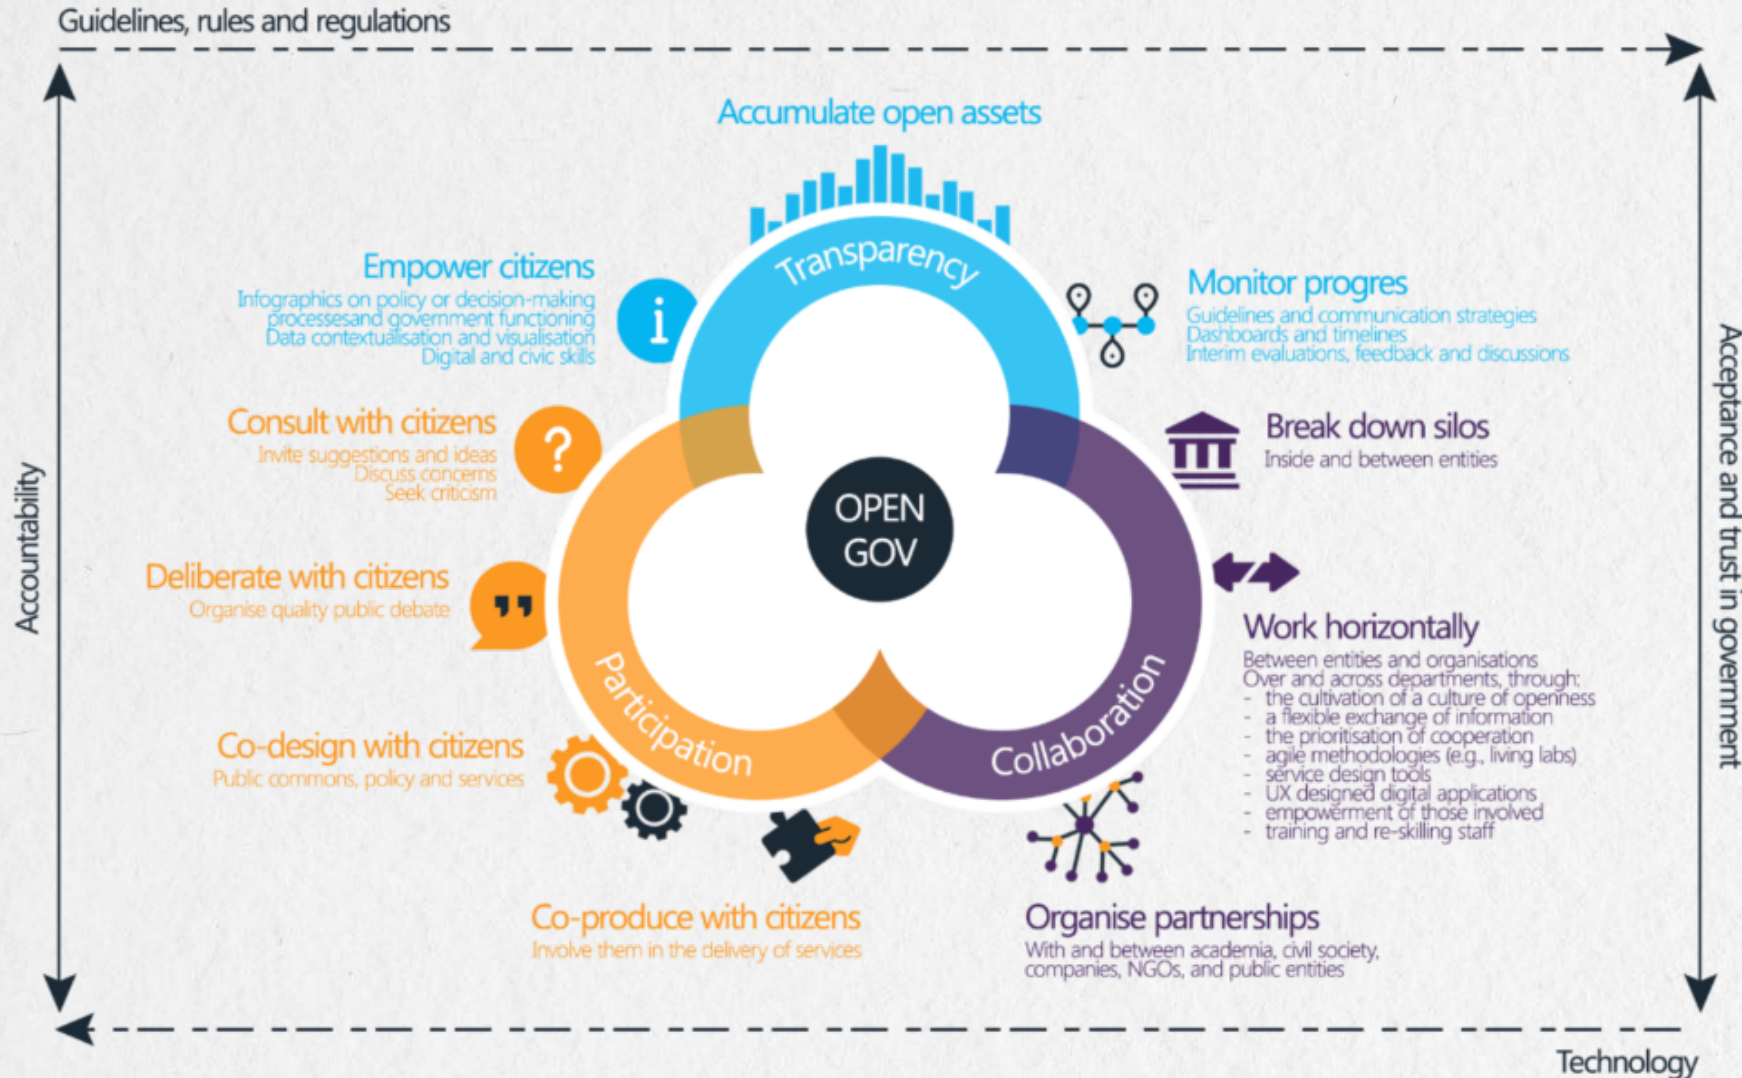 Guidelines, rules and regulations
Accumulate open assets
Transparency
Empower citizens
Infographics on policy or decision-making
processesand government functioning
Data contextualisation and visualisation
Digital and civic skills
i
Monitor progres
Guidelines and communication strategies
Dashboards and timelines
Interim evaluations, feedback and discussions
Consult with citizens
Invite suggestions and ideas
Discuss concerns
Seek criticism
?
Break down silos
Inside and between entities
OPEN
GOV
Accountability
Acceptance and trust in government
Deliberate with citizens
Organise quality public debate
"
Work horizontally
Between entities and organisations
Over and across departments, through:
- the cultivation of a culture of openness
- a flexible exchange of information
- the prioritisation of cooperation
- agile methodologies (e.g., living labs)
- service design tools
- UX designed digital applications
- empowerment of those involved
- training and re-skilling staff
Participation
Collaboration
Co-design with citizens
Public commons, policy and services
Co-produce with citizens
Involve them in the delivery of services
Organise partnerships
With and between academia, civil society,
companies, NGOs, and public entities
Technology